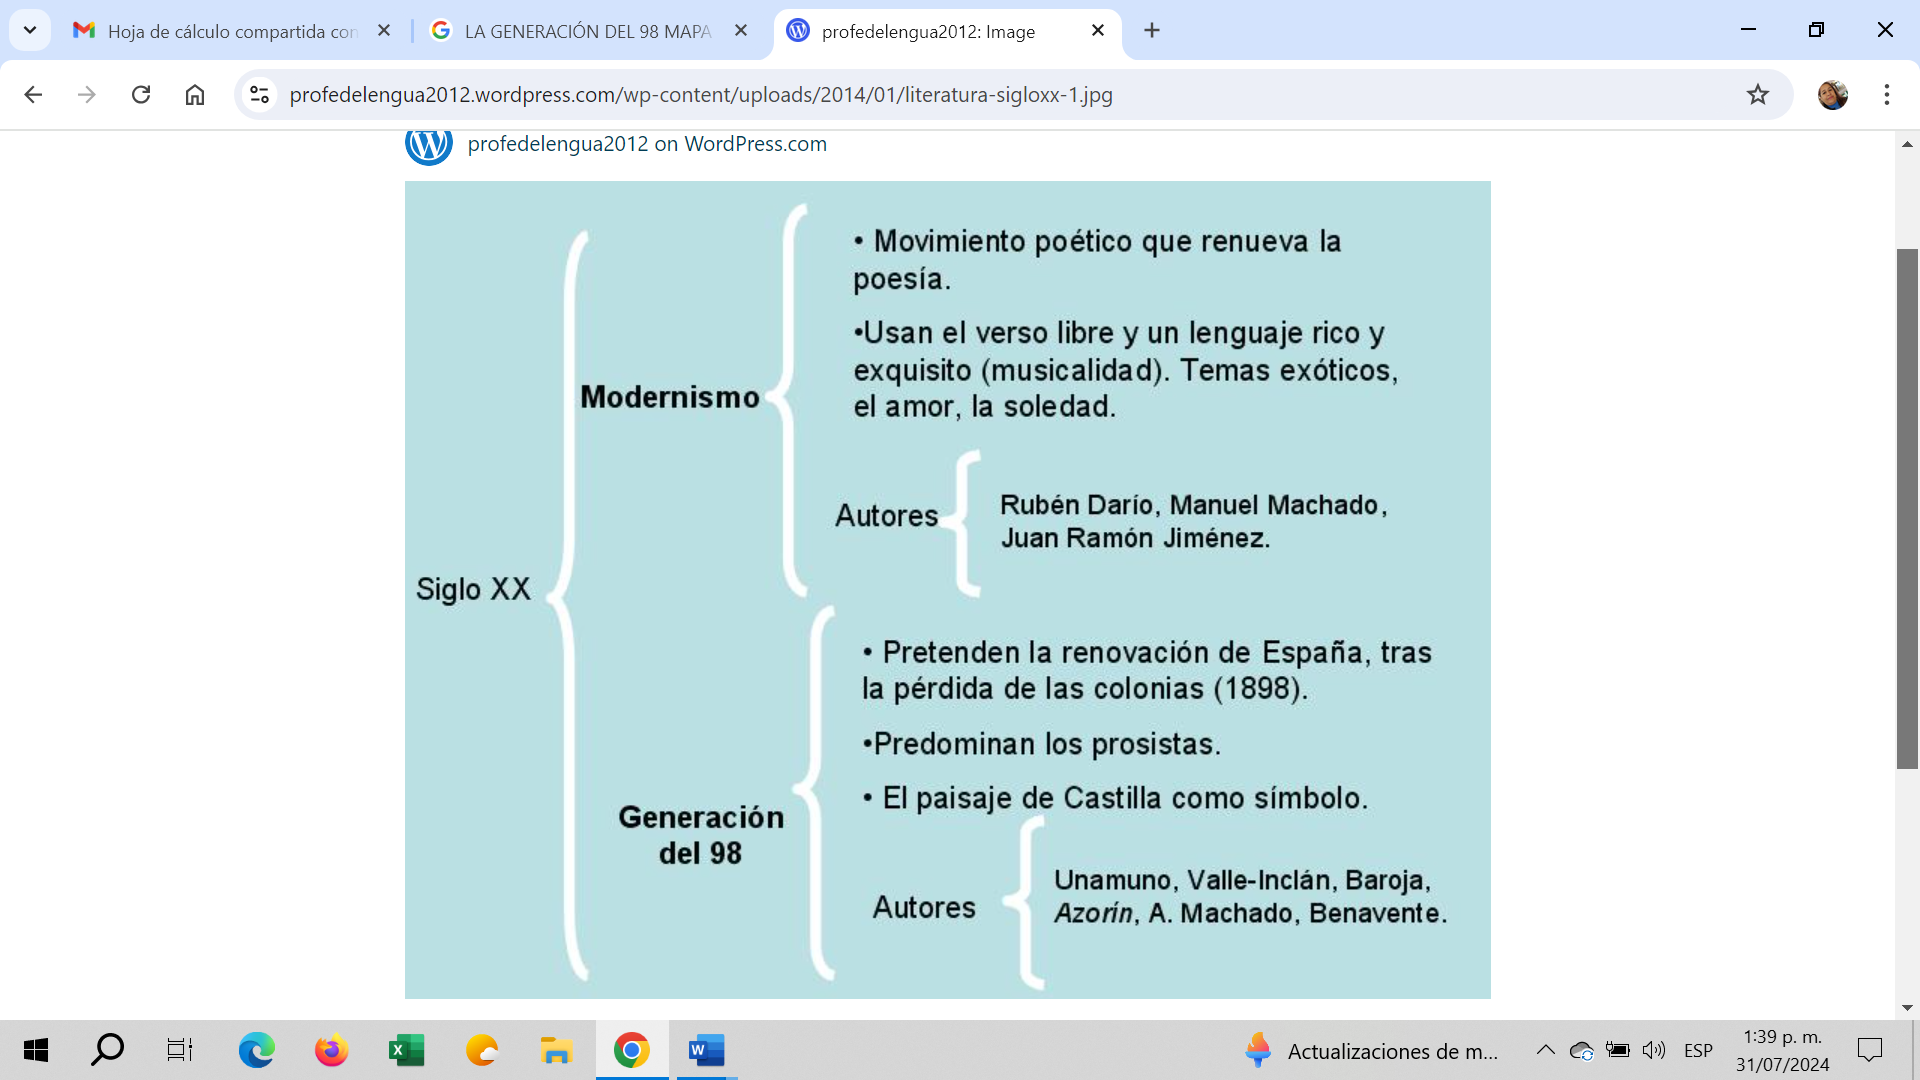 Hoja de cálculo compartida con
LA GENERACIÓN DEL 98 MAPA
profedelengua2012: Image
profedelengua2012.wordpress.com/wp-content/uploads/2014/01/literatura-sigloxx-1.jpg
profedelengua2012 on WordPress.com
• Movimiento poético que renueva la
poesía.
•Usan el verso libre y un lenguaje rico y
exquisito (musicalidad). Temas exóticos,
el amor, la soledad.
Modernismo
Autores
Rubén Darío, Manuel Machado,
Juan Ramón Jiménez.
Siglo XX
• Pretenden la renovación de España, tras
la pérdida de las colonias (1898).
•Predominan los prosistas.
• El paisaje de Castilla como símbolo.
Generación
del 98
Autores
Unamuno, Valle-Inclán, Baroja,
Azorín, A. Machado, Benavente.
Actualizaciones de m...
ESP
1:39 p. m.
31/07/2024